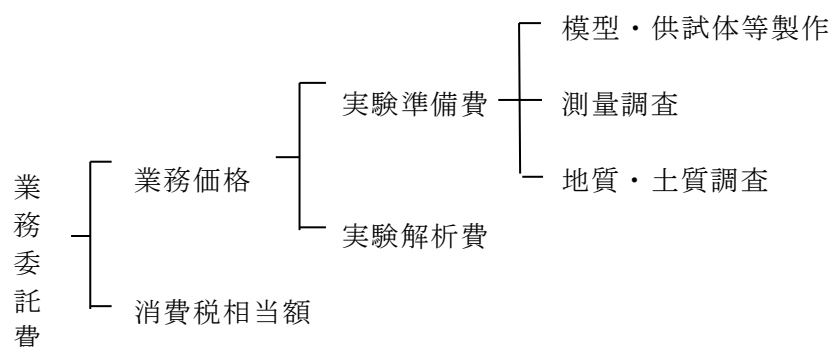 模型・供試体等製作
実験準備費
測量調査
業務価格
地質・土質調査
実験解析費
業務委託費
消費税相当額